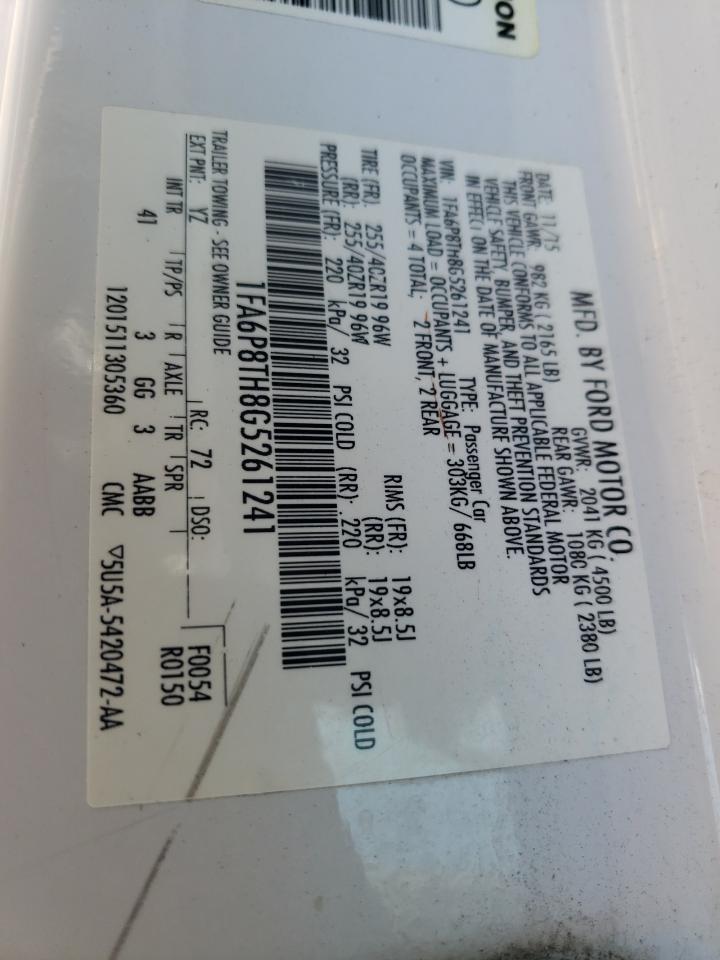 ON
MFD. BY FORD MOTOR CO.
DATE: 11/15 GVWR: 2041 KG ( 4500 LB)
FRONT GAWR: 982 KG ( 2165 LB) REAR GAWR: 1080 KG ( 2380 LB)
THIS VEHICLE CONFORMS TO ALL APPLICABLE FEDERAL MOTOR
VEHICLE SAFETY, BUMPER, AND THEFT PREVENTION STANDARDS
IN EFFECT ON THE DATE OF MANUFACTURE SHOWN ABOVE.
VIN: 1FA6P8TH8G5261241 TYPE: Passenger Car
MAXIMUM LOAD = OCCUPANTS + LUGGAGE = 303KG/ 668LB
OCCUPANTS = 4 TOTAL; 2 FRONT, 2 REAR
TIRE (FR): 255/40ZR19 96W RIMS (FR): 19x8.5J
(RR): 255/40ZR19 96W (RR): 19x8.5J
PRESSURE (FR): 220 kPa/ 32 PSI COLD (RR): 220 kPa/ 32 PSI COLD
1FA6P8TH8G5261241
TRAILER TOWING - SEE OWNER GUIDE
EXT PNT: YZ RC: 72 DSO: F0054
INT TR TP/PS R AXLE TR SPR R0150
41 3 GG 3 AABB
1201511305360 CMC ▽5U5A-5420472-AA